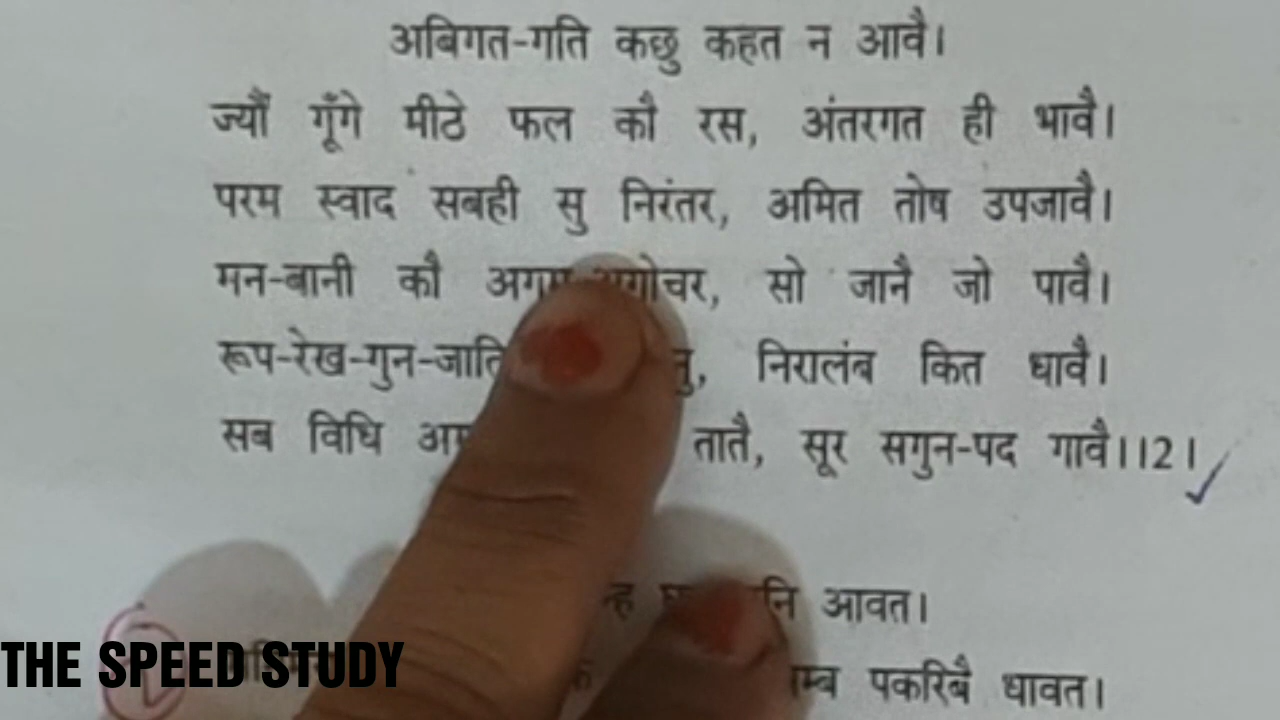 अबिगत-गति कछु कहत न आवै।
ज्यौं गूँगे मीठे फल कौ रस, अंतरगत ही भावै।
परम स्वाद सबही सु निरंतर, अमित तोष उपजावै।
मन-बानी कौ अगम अगोचर, सो जानै जो पावै।
रूप-रेख-गुन-जाति निरालंब कित धावै।
सब विधि तातै, सूर सगुन-पद गावै।।2।
आवत।
पकरिबै धावत।
THE SPEED STUDY